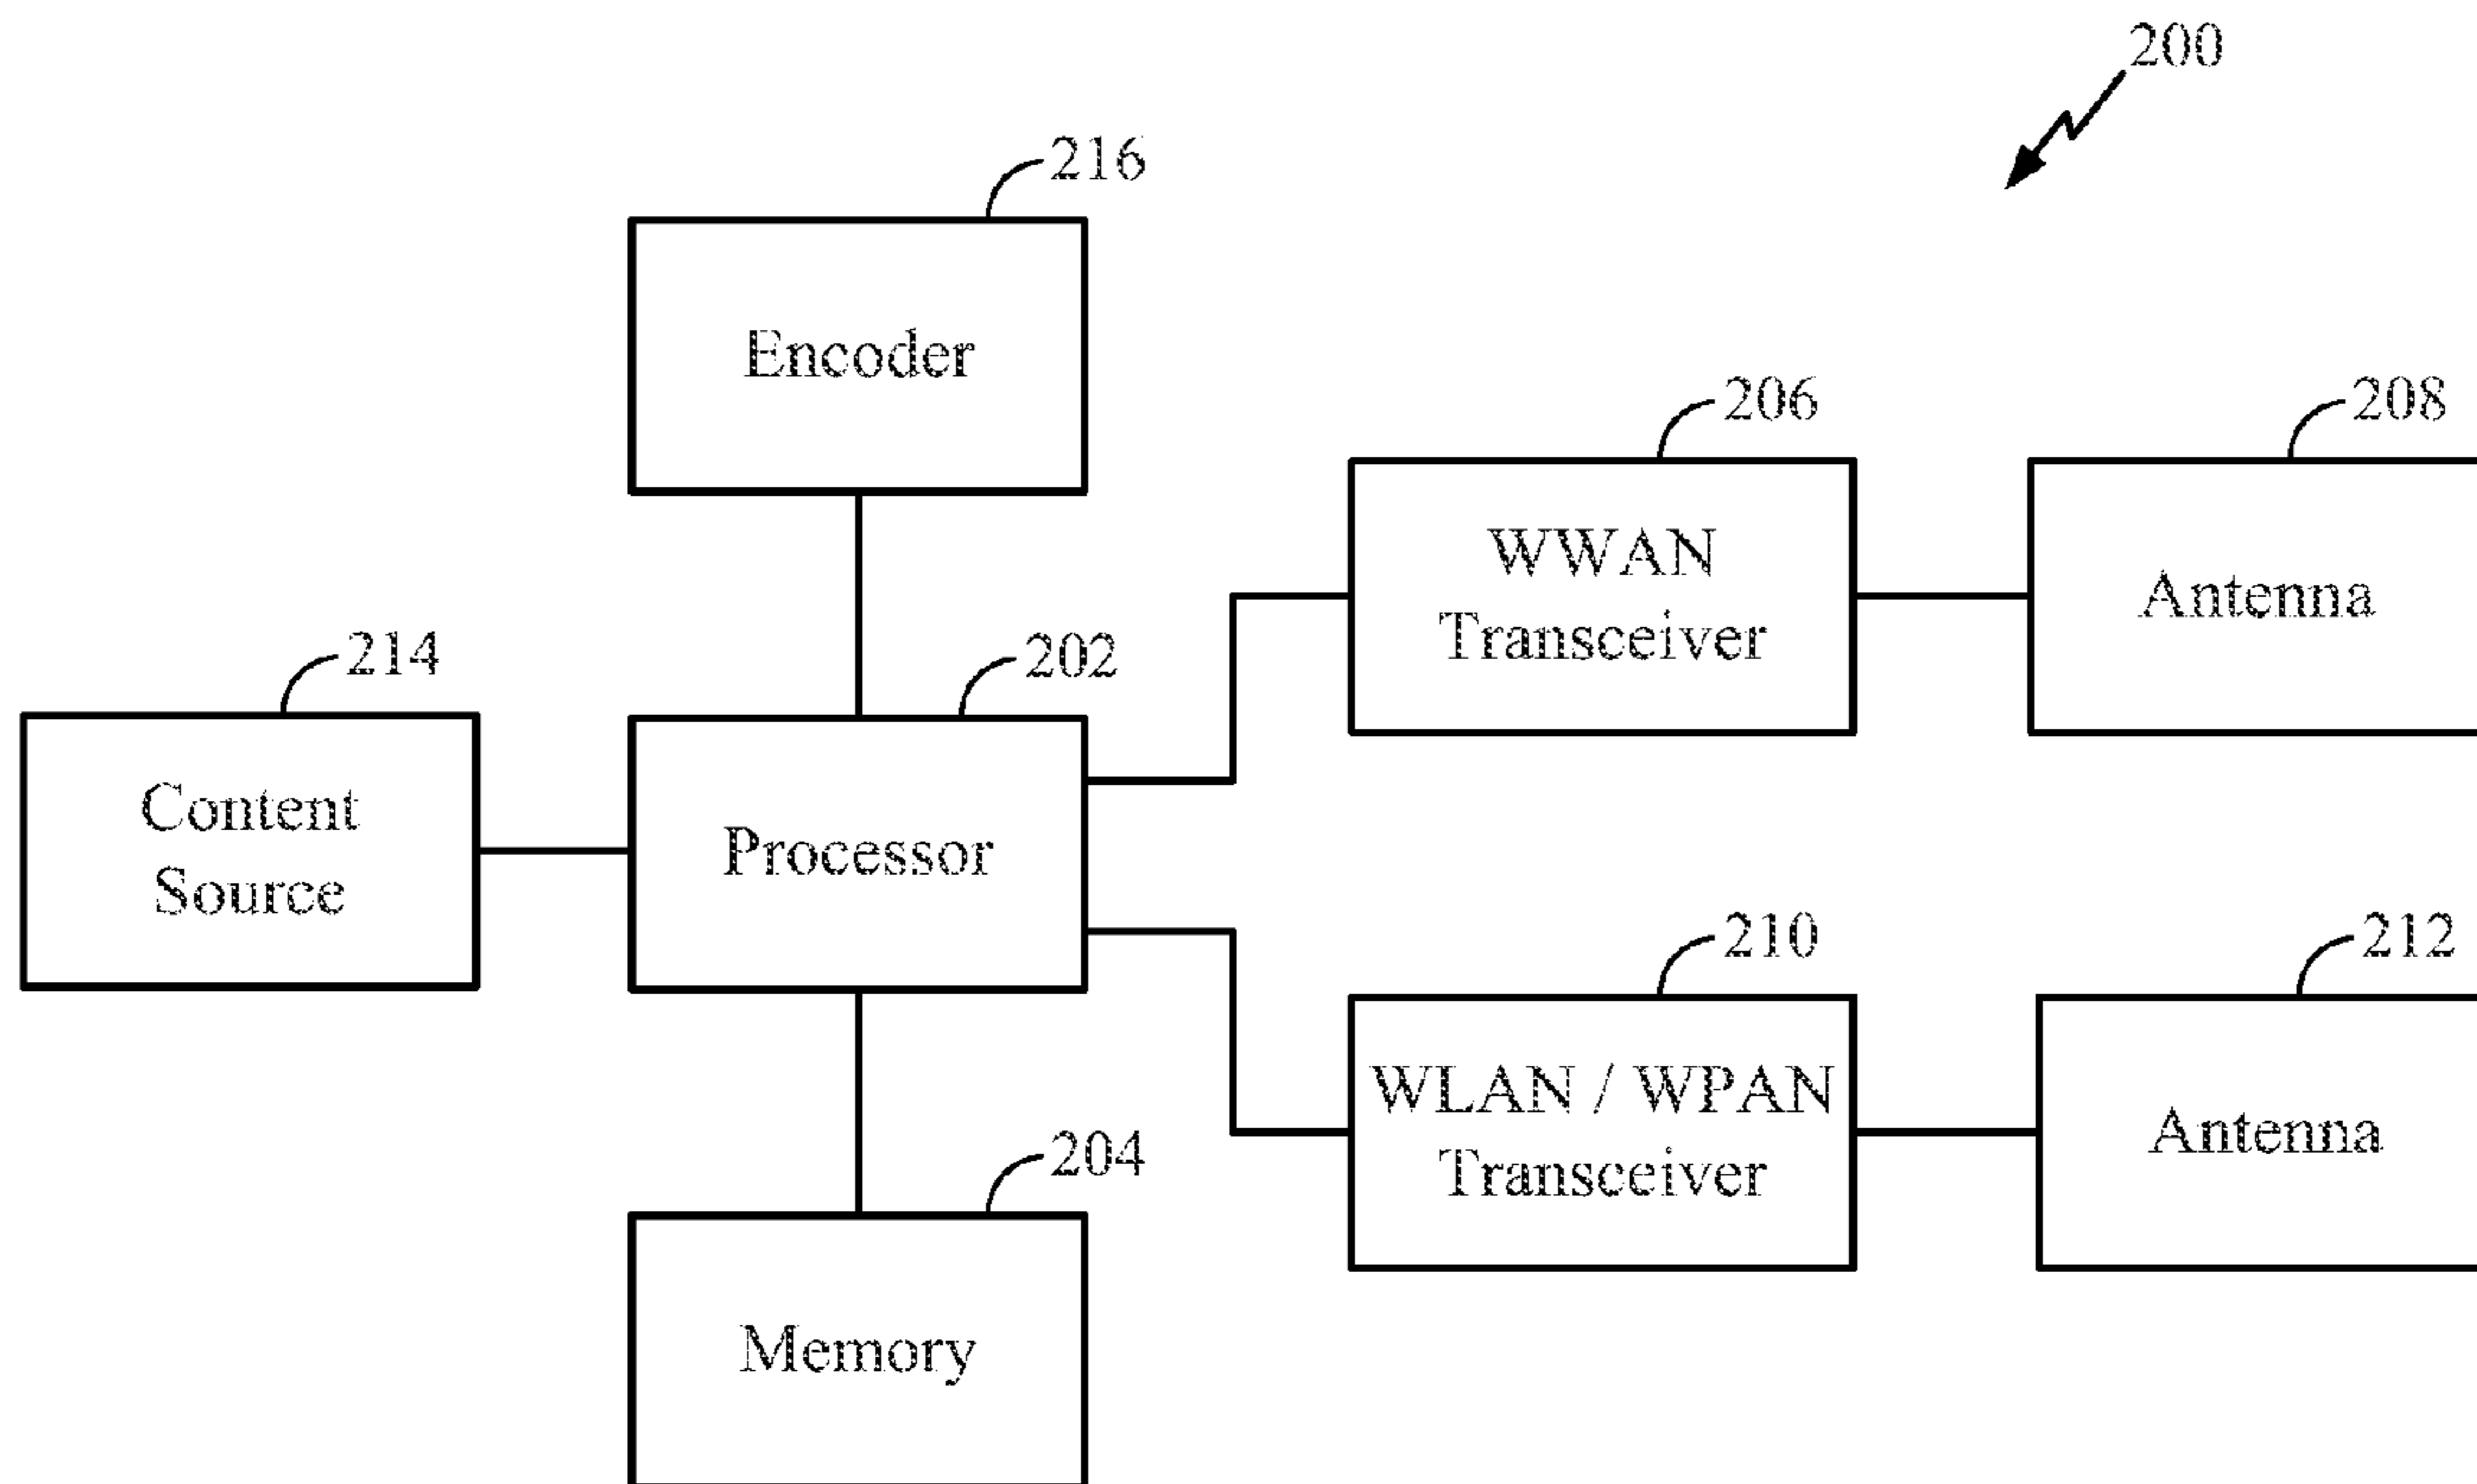 200
216
Encoder
206
208
WWAN
Transceiver
Antenna
214
202
Content
Source
Processor
210
212
WLAN / WPAN
Transceiver
Antenna
204
Memory